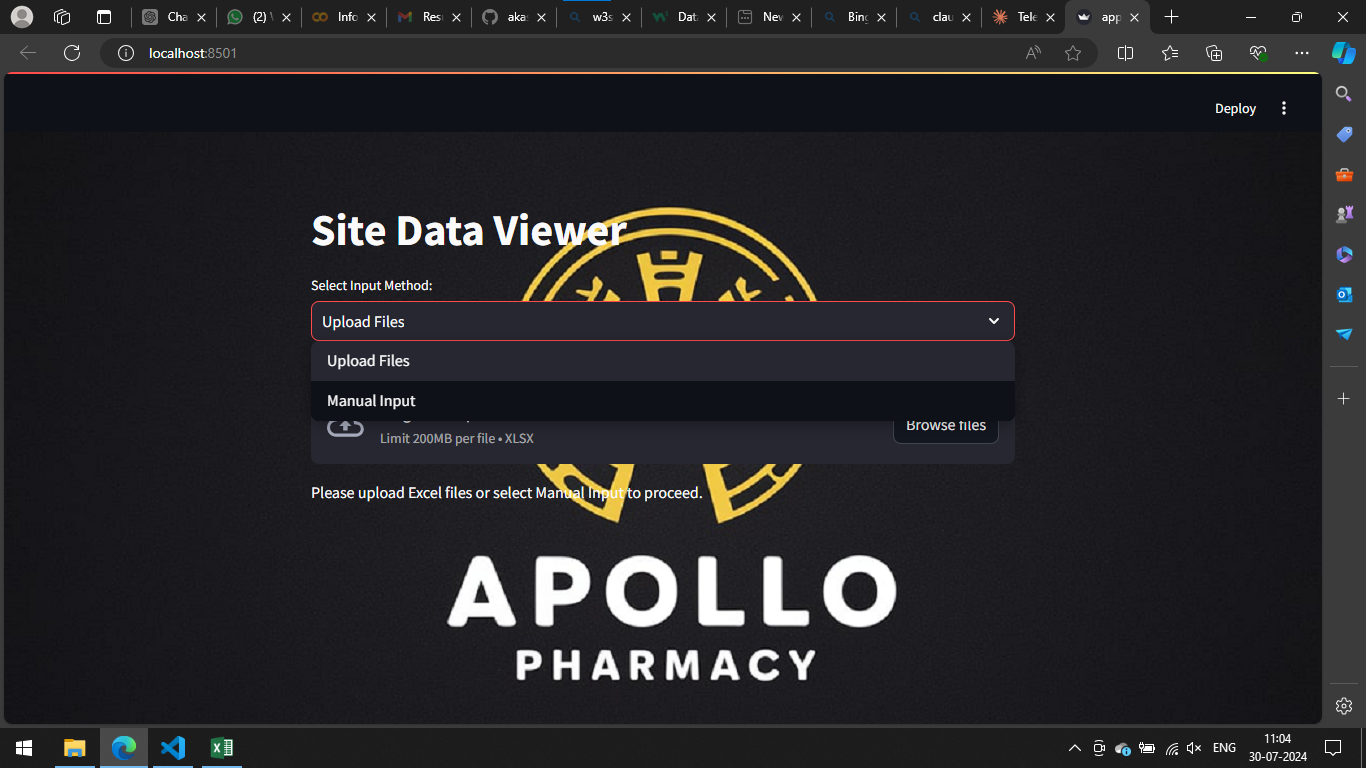 Cha
(2) \
Info
Res
aka
w3s
Data
New
Bing
clau
Tele
app
localhost:8501
Deploy
Site Data Viewer
Select Input Method:
Upload Files
Upload Files
Manual Input
Limit 200MB per file • XLSX
Browse files
Please upload Excel files or select Manual Input to proceed.
APOLLO
PHARMACY
ENG
11:04
30-07-2024